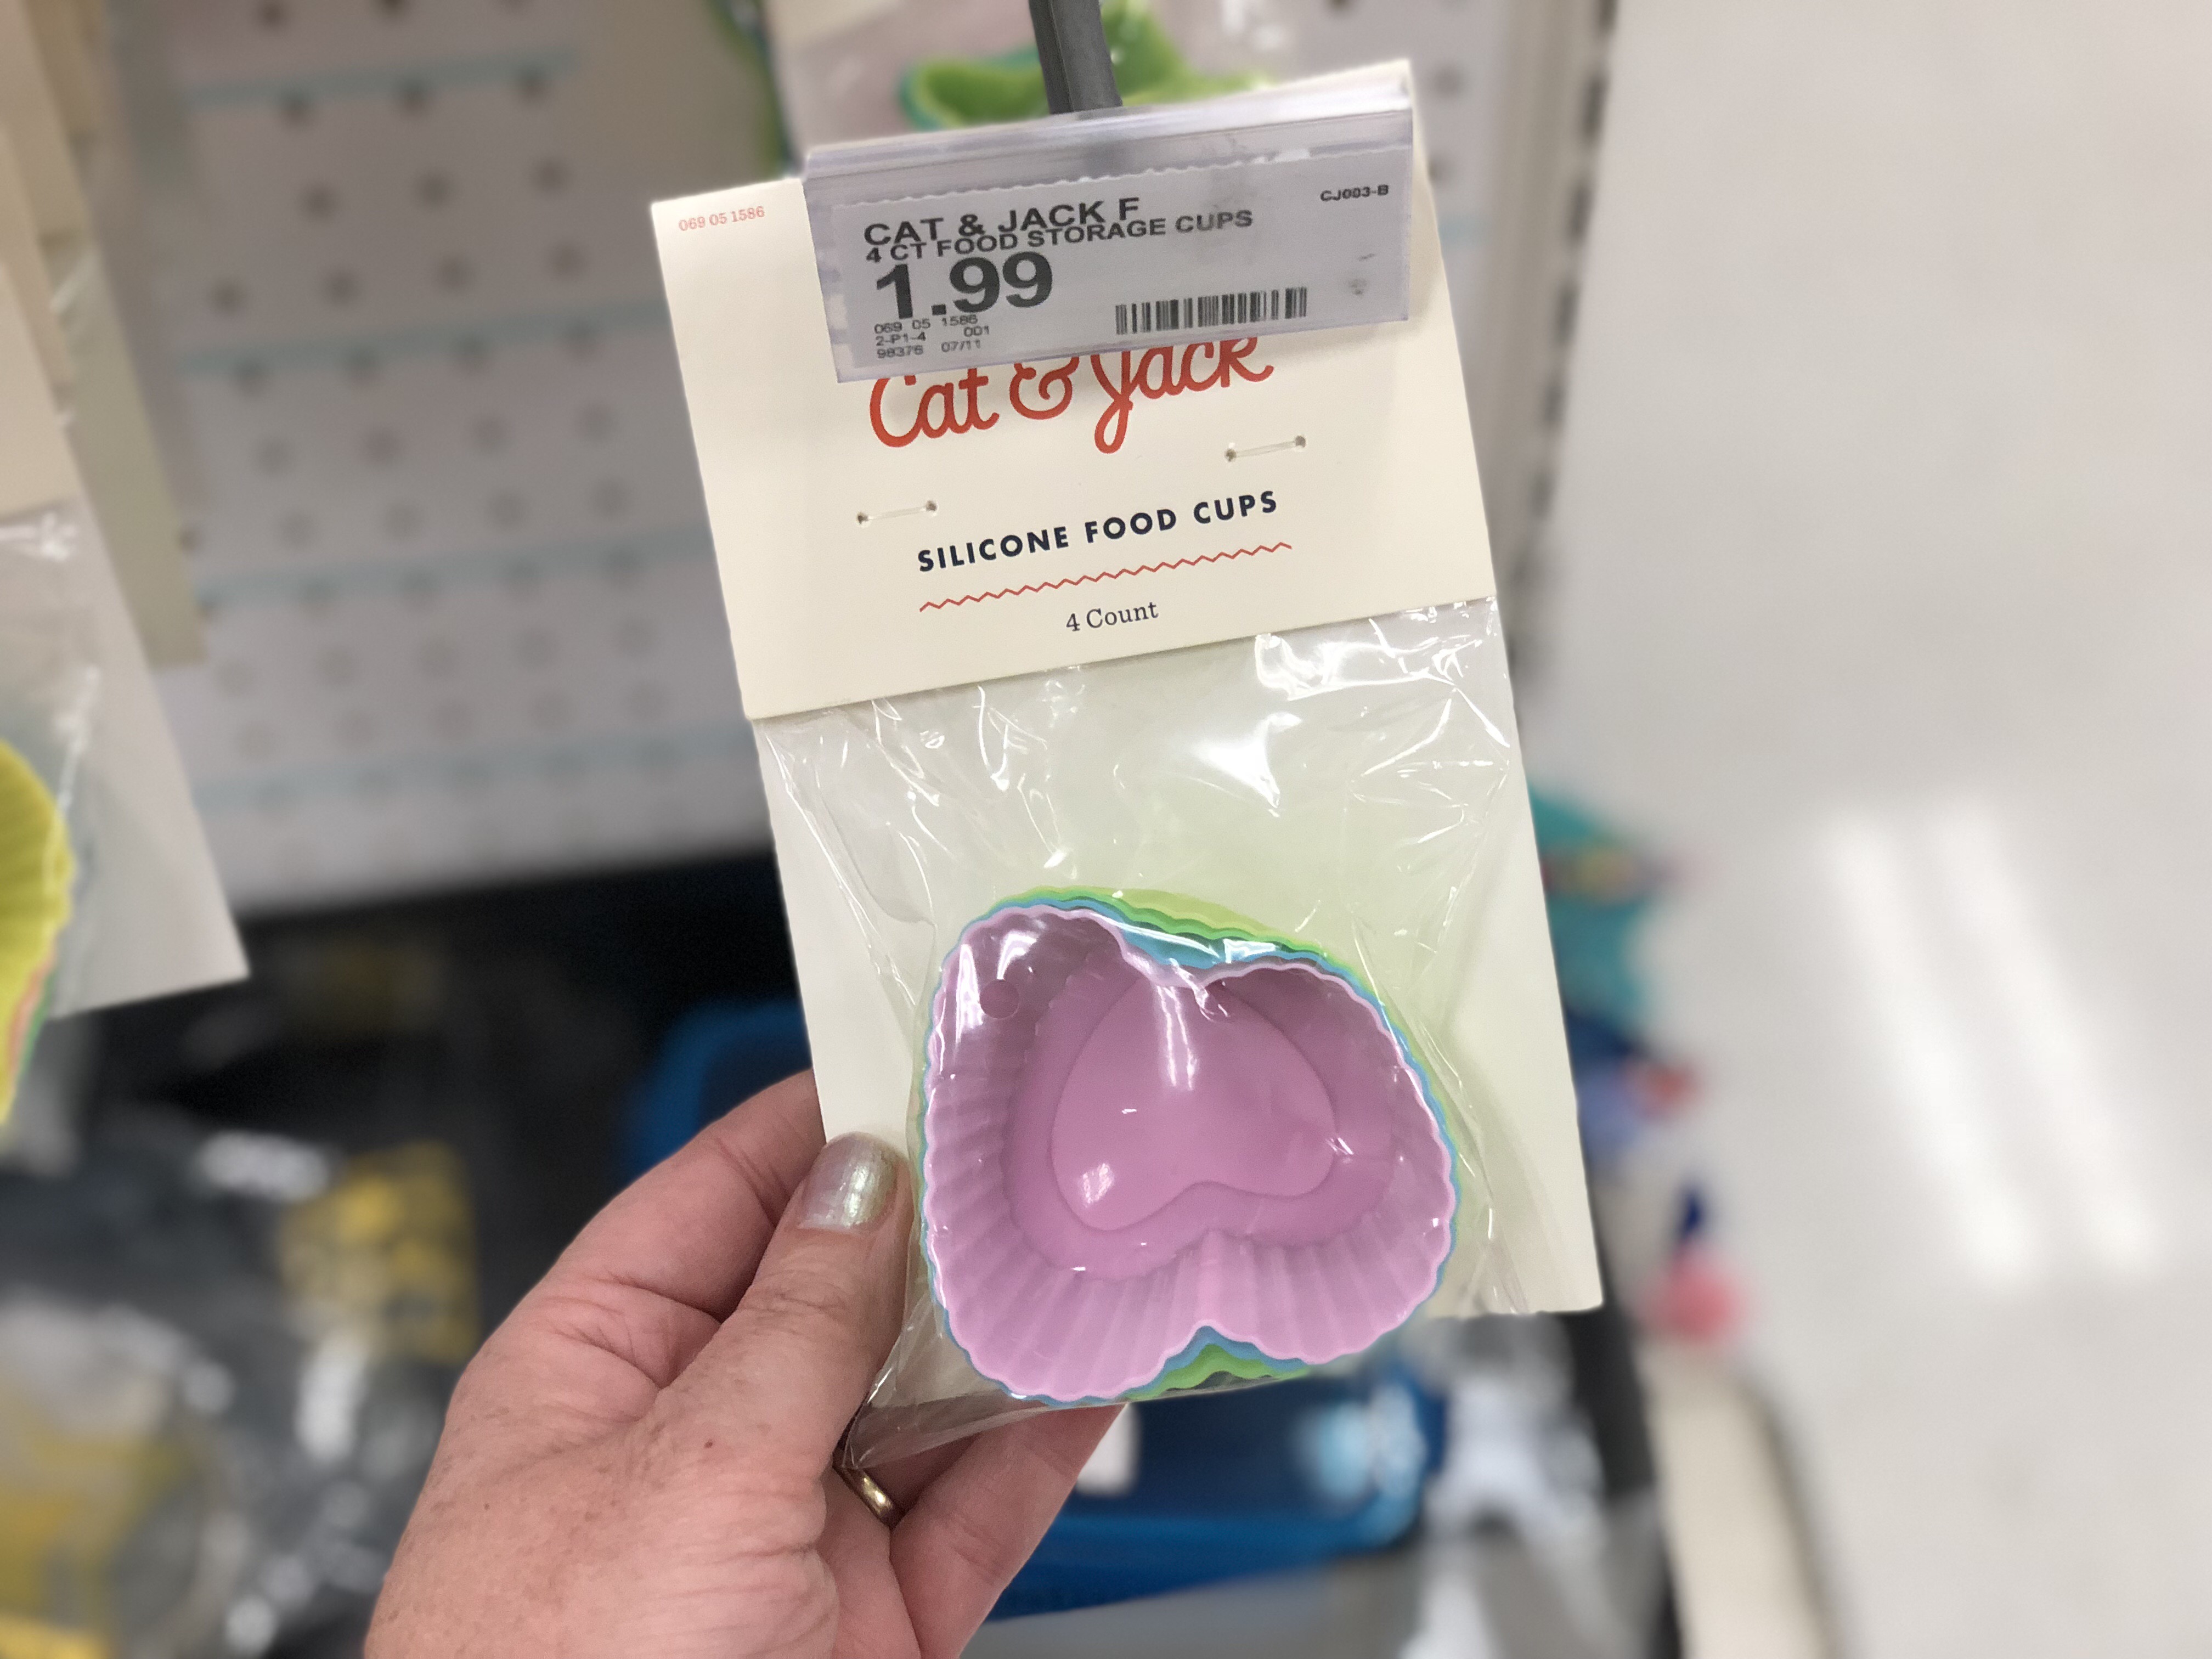 069 05 1586
CAT & JACK F
CJ003-B
4 CT FOOD STORAGE CUPS
1.99
069 05 1586
2-P1-4 001
98376 07/11
Cat & Jack
SILICONE FOOD CUPS
4 Count